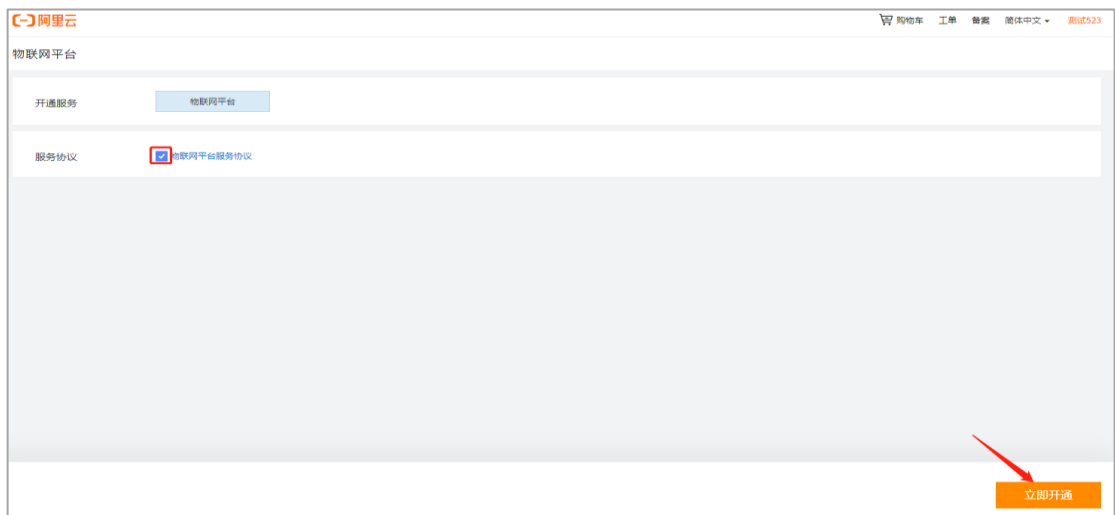 阿里云 购物车 工单 备案 简体中文 测试523
物联网平台
开通服务 物联网平台
服务协议 物联网平台服务协议
立即开通